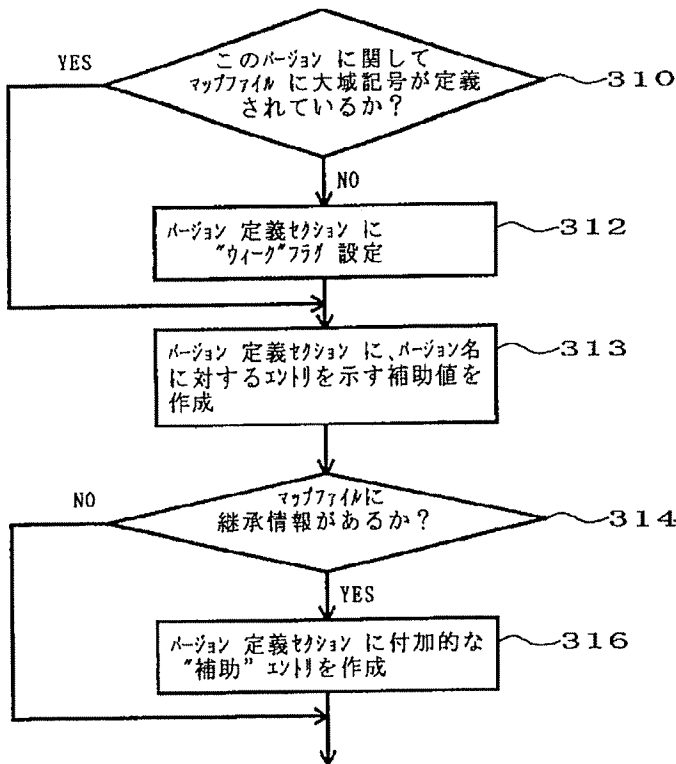 このバージョン に関して
マップファイル に大域記号が定義
されているか？
YES
310
NO
バージョン 定義セクション に
"ウィーク"フラグ 設定
312
バージョン 定義セクション に、バージョン名
に対するエントリを示す補助値を
作成
313
NO
マップファイルに
継承情報があるか？
314
YES
バージョン 定義セクション に付加的な
"補助" エントリを作成
316